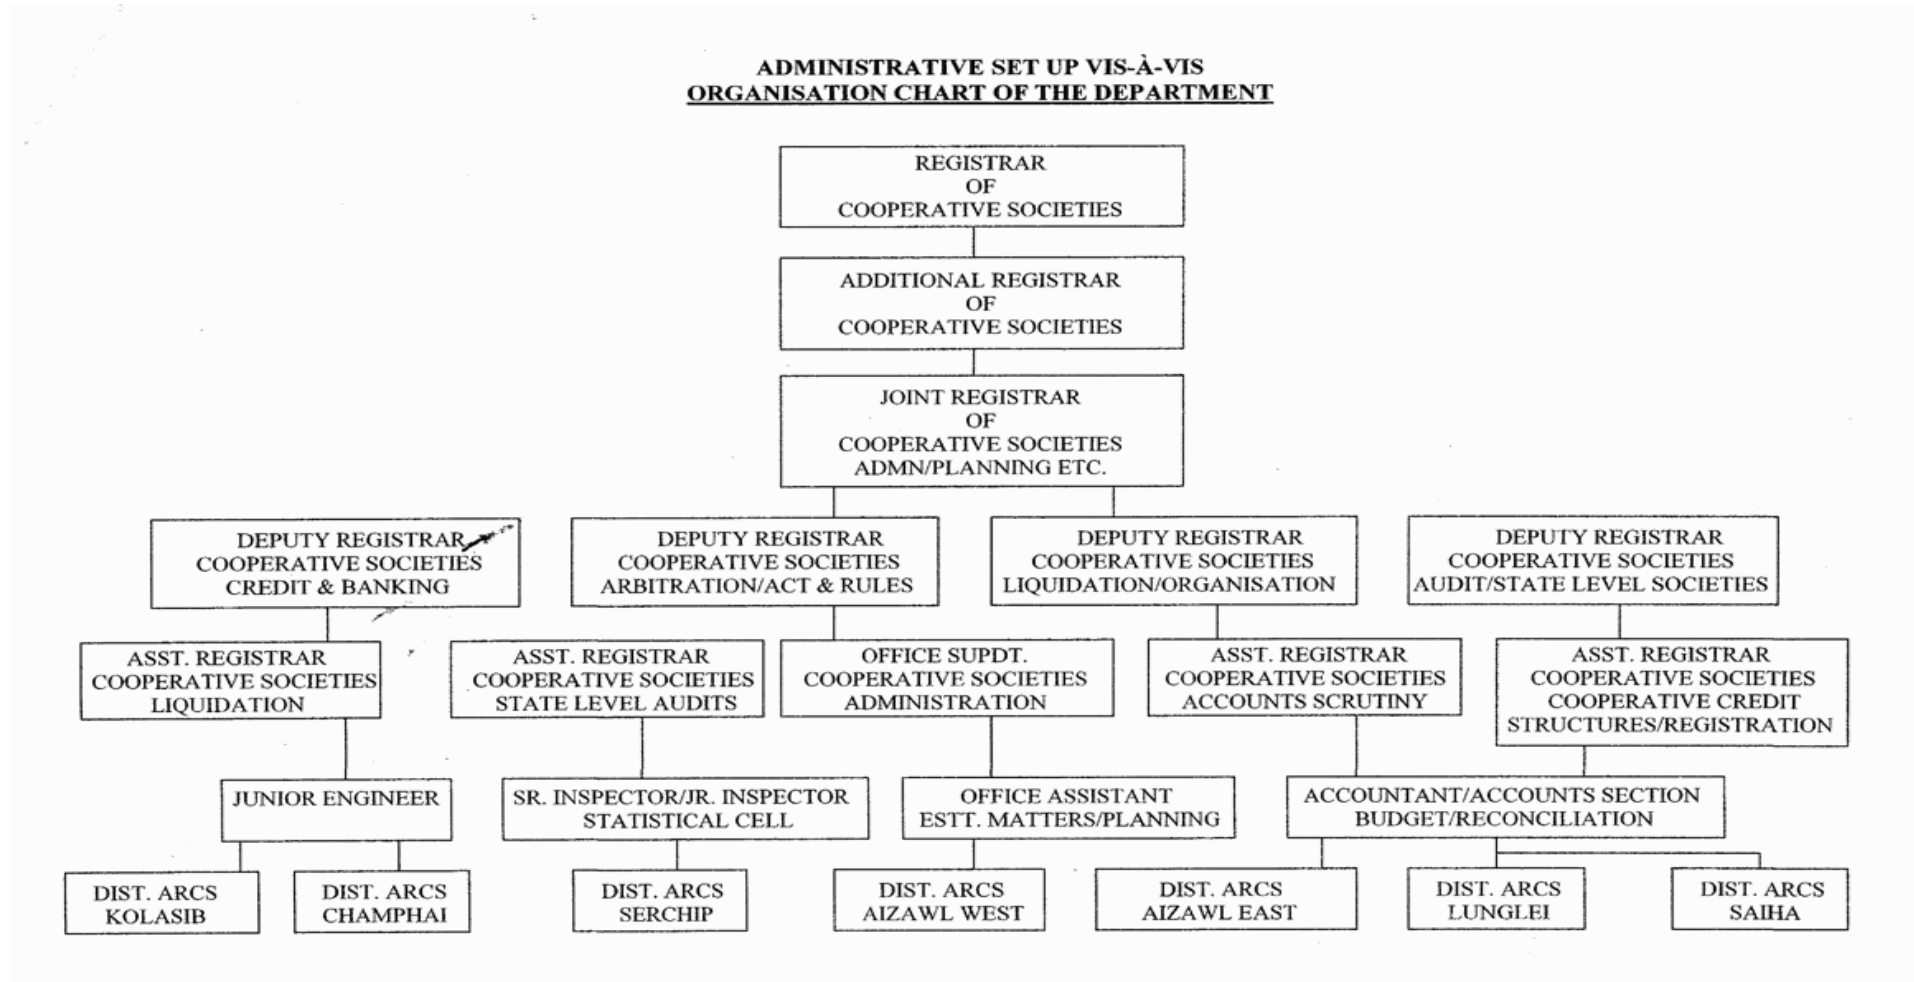 ADMINISTRATIVE SET UP VIS-À-VIS
ORGANISATION CHART OF THE DEPARTMENT
REGISTRAR
OF
COOPERATIVE SOCIETIES
ADDITIONAL REGISTRAR
OF
COOPERATIVE SOCIETIES
JOINT REGISTRAR
OF
COOPERATIVE SOCIETIES
ADMN/PLANNING ETC.
DEPUTY REGISTRAR
COOPERATIVE SOCIETIES
CREDIT & BANKING
DEPUTY REGISTRAR
COOPERATIVE SOCIETIES
ARBITRATION/ACT & RULES
DEPUTY REGISTRAR
COOPERATIVE SOCIETIES
LIQUIDATION/ORGANISATION
DEPUTY REGISTRAR
COOPERATIVE SOCIETIES
AUDIT/STATE LEVEL SOCIETIES
ASST. REGISTRAR
COOPERATIVE SOCIETIES
LIQUIDATION
ASST. REGISTRAR
COOPERATIVE SOCIETIES
STATE LEVEL AUDITS
OFFICE SUPDT.
COOPERATIVE SOCIETIES
ADMINISTRATION
ASST. REGISTRAR
COOPERATIVE SOCIETIES
ACCOUNTS SCRUTINY
ASST. REGISTRAR
COOPERATIVE SOCIETIES
COOPERATIVE CREDIT
STRUCTURES/REGISTRATION
JUNIOR ENGINEER
SR. INSPECTOR/JR. INSPECTOR
STATISTICAL CELL
OFFICE ASSISTANT
ESTT. MATTERS/PLANNING
ACCOUNTANT/ACCOUNTS SECTION
BUDGET/RECONCILIATION
DIST. ARCS
KOLASIB
DIST. ARCS
CHAMPHAI
DIST. ARCS
SERCHIP
DIST. ARCS
AIZAWL WEST
DIST. ARCS
AIZAWL EAST
DIST. ARCS
LUNGLEI
DIST. ARCS
SAIHA